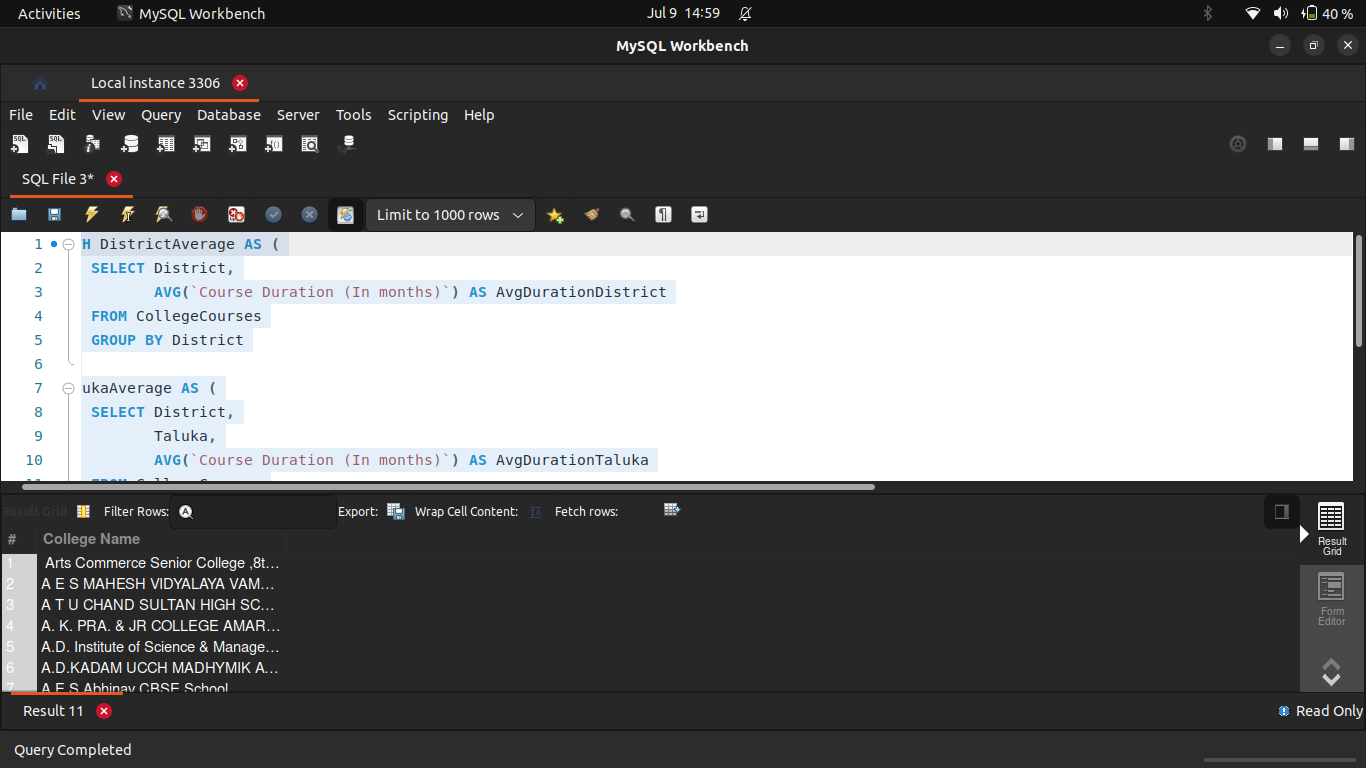 Activities MySQL Workbench Jul 9 14:59 40 %
MySQL Workbench
Local instance 3306
File Edit View Query Database Server Tools Scripting Help
SQL File 3*
Limit to 1000 rows
1 H DistrictAverage AS (
2 SELECT District,
3 AVG(`Course Duration (In months)`) AS AvgDurationDistrict
4 FROM CollegeCourses
5 GROUP BY District
6
7 ukaAverage AS (
8 SELECT District,
9 Taluka,
10 AVG(`Course Duration (In months)`) AS AvgDurationTaluka
Result Grid Filter Rows: Export: Wrap Cell Content: Fetch rows:
# College Name
1 Arts Commerce Senior College ,8t...
2 A E S MAHESH VIDYALAYA VAM...
3 A T U CHAND SULTAN HIGH SC...
4 A. K. PRA. & JR COLLEGE AMAR...
5 A.D. Institute of Science & Manage...
6 A.D.KADAM UCCH MADHYMIK A...
7 A.E.S Abhinav CBSE School
Result
Grid
Form
Editor
Result 11 Read Only
Query Completed